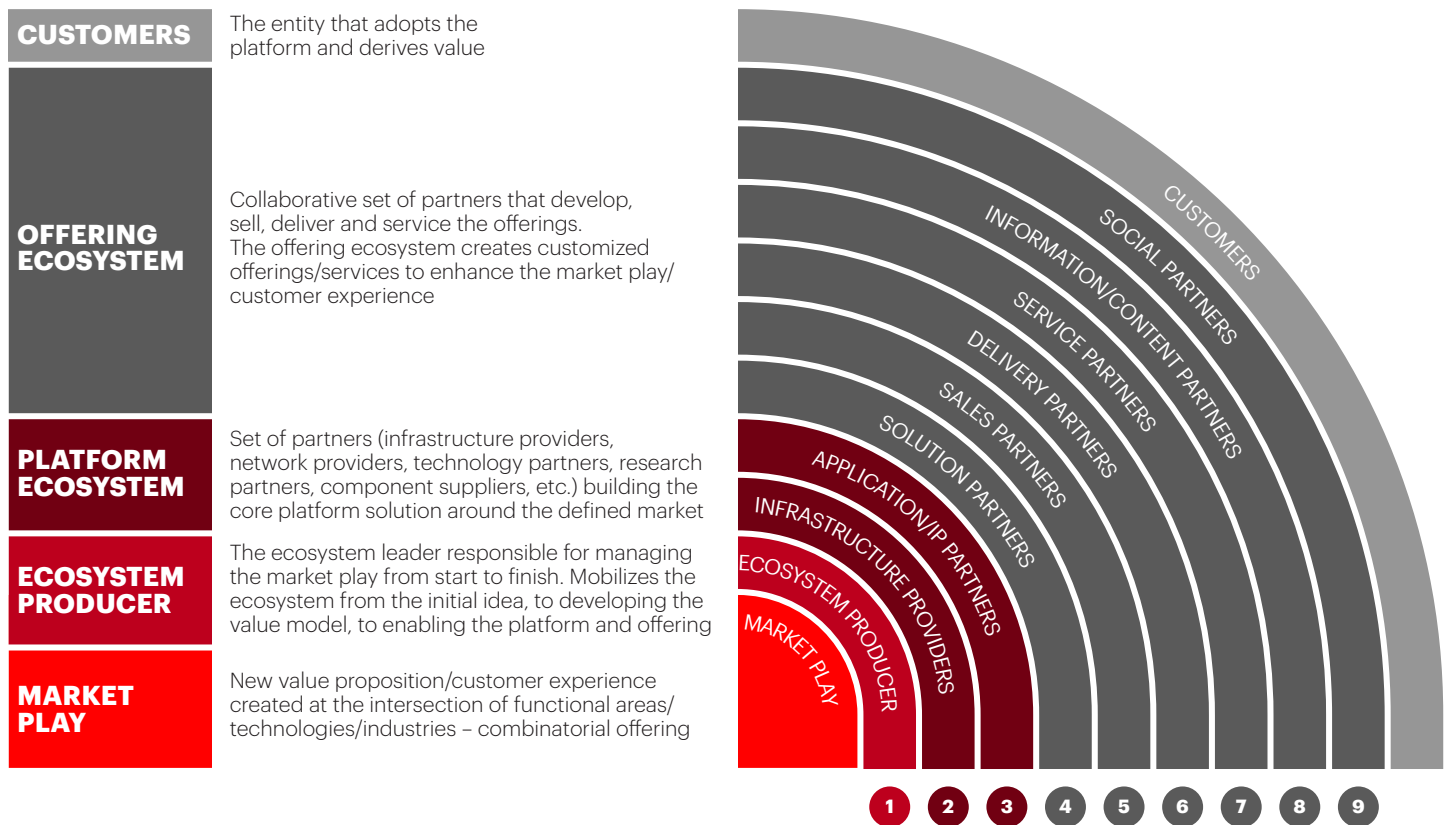 CUSTOMERS
The entity that adopts the
platform and derives value
OFFERING
ECOSYSTEM
Collaborative set of partners that develop,
sell, deliver and service the offerings.
The offering ecosystem creates customized
offerings/services to enhance the market play/
customer experience
PLATFORM
ECOSYSTEM
Set of partners (infrastructure providers,
network providers, technology partners, research
partners, component suppliers, etc.) building the
core platform solution around the defined market
ECOSYSTEM
PRODUCER
The ecosystem leader responsible for managing
the market play from start to finish. Mobilizes the
ecosystem from the initial idea, to developing the
value model, to enabling the platform and offering
MARKET
PLAY
New value proposition/customer experience
created at the intersection of functional areas/
technologies/industries – combinatorial offering
CUSTOMERS
SOCIAL PARTNERS
INFORMATION/CONTENT PARTNERS
SERVICE PARTNERS
DELIVERY PARTNERS
SALES PARTNERS
SOLUTION PARTNERS
APPLICATION/IP PARTNERS
INFRASTRUCTURE PROVIDERS
ECOSYSTEM PRODUCER
MARKET PLAY
1 2 3 4 5 6 7 8 9